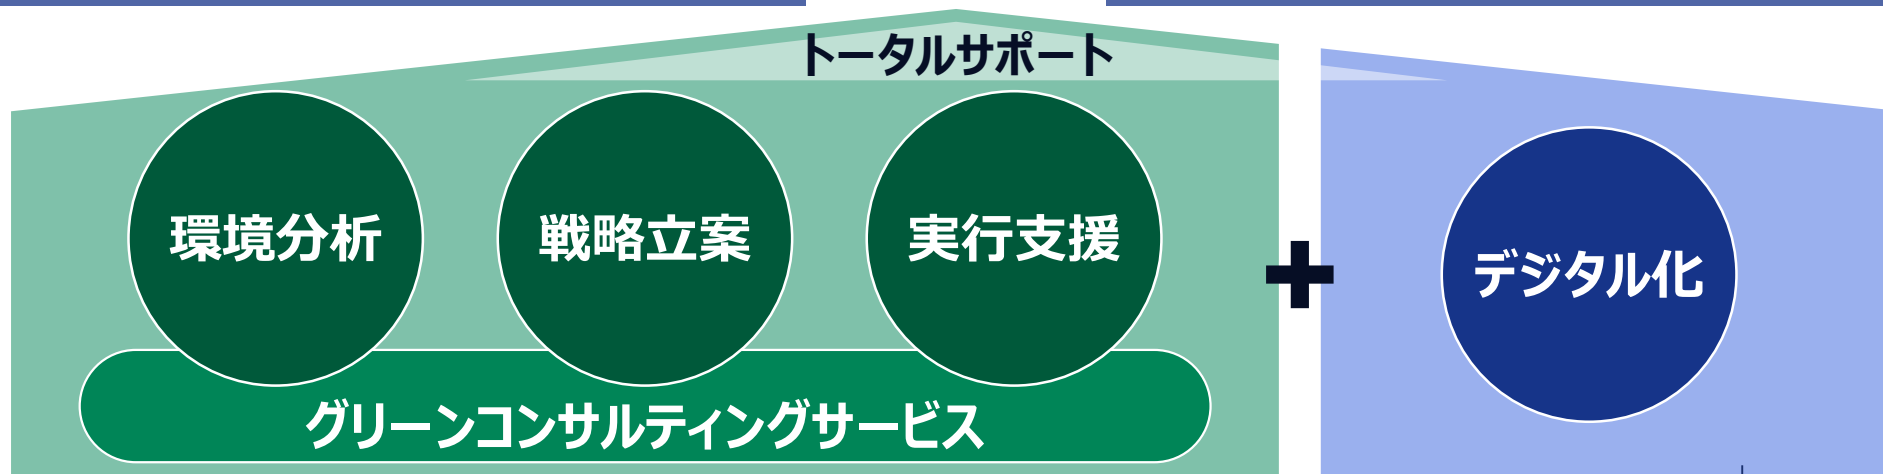 トータルサポート
環境分析
戦略立案
実行支援
+
デジタル化
グリーンコンサルティングサービス